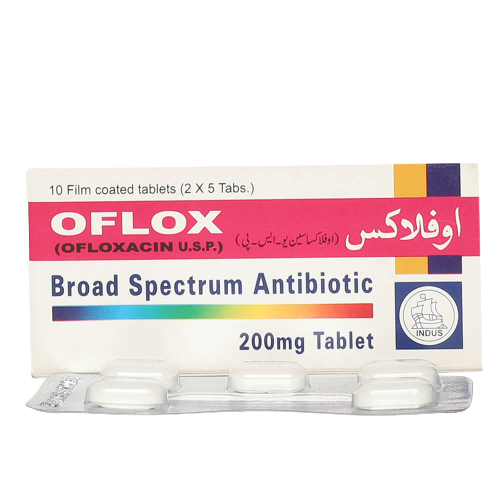 10 Film coated tablets (2 X 5 Tabs.)
OFLOX
(OFLOXACIN U.S.P.)
اوفلاکس
(اوفلاکساسین یو۔ایس۔پی)
Broad Spectrum Antibiotic
200mg Tablet
INDUS